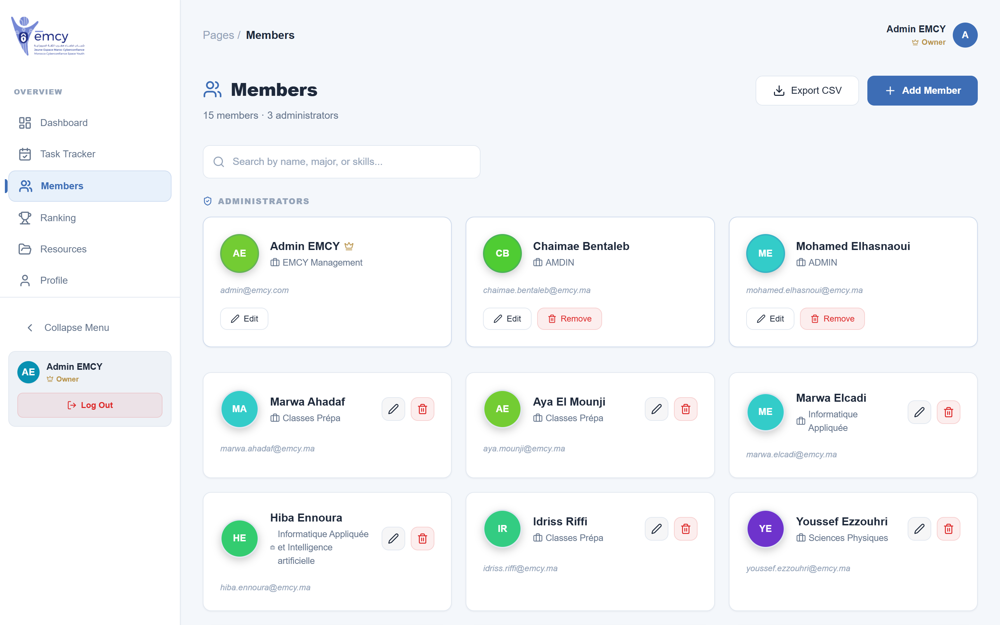 emcy
شبــاب فضــاء مغــرب الثقــة السيبرانيــة
Jeune-Espace Maroc Cyberconfiance
Morocco Cyberconfiance Space Youth
OVERVIEW
Dashboard
Task Tracker
Members
Ranking
Resources
Profile
Collapse Menu
AE
Admin EMCY
Owner
Log Out
Pages / Members
Admin EMCY
Owner
A
Members
15 members · 3 administrators
Export CSV
Add Member
Search by name, major, or skills...
ADMINISTRATORS
AE
Admin EMCY
EMCY Management
admin@emcy.com
Edit
CB
Chaimae Bentaleb
AMDIN
chaimae.bentaleb@emcy.ma
Edit
Remove
ME
Mohamed Elhasnaoui
ADMIN
mohamed.elhasnoui@emcy.ma
Edit
Remove
MA
Marwa Ahadaf
Classes Prépa
marwa.ahadaf@emcy.ma
AE
Aya El Mounji
Classes Prépa
aya.mounji@emcy.ma
ME
Marwa Elcadi
Informatique
Appliquée
marwa.elcadi@emcy.ma
HE
Hiba Ennoura
Informatique Appliquée
et Intelligence
artificielle
hiba.ennoura@emcy.ma
IR
Idriss Riffi
Classes Prépa
idriss.riffi@emcy.ma
YE
Youssef Ezzouhri
Sciences Physiques
youssef.ezzouhri@emcy.ma